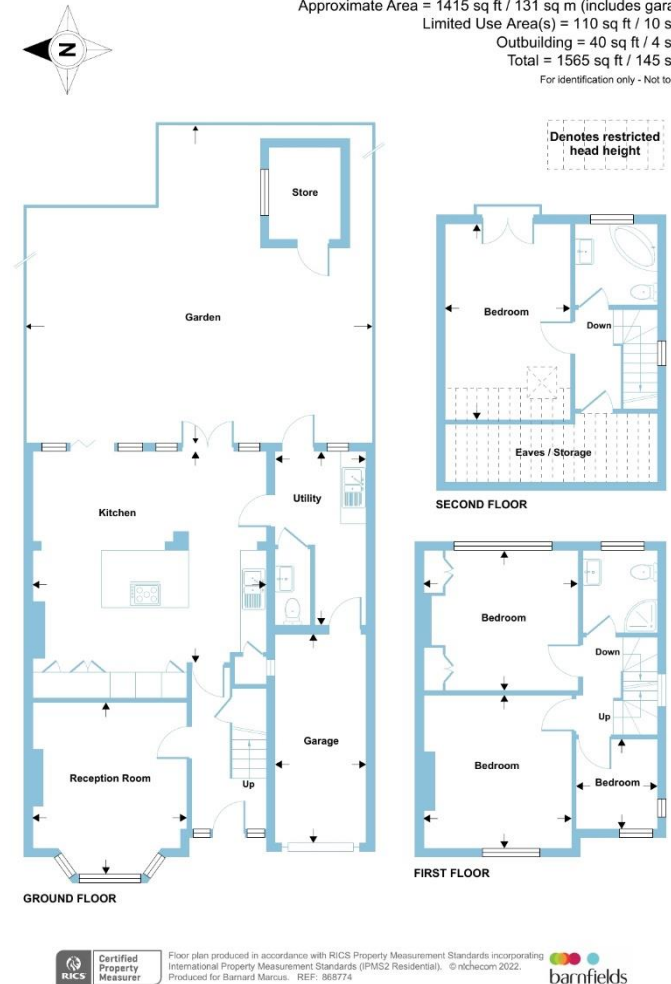 Approximate Area = 1415 sq ft / 131 sq m (includes gara
Limited Use Area(s) = 110 sq ft / 10 s
Outbuilding = 40 sq ft / 4 s
Total = 1565 sq ft / 145 s
For identification only - Not to
N
Denotes restricted
head height
Store
Garden
Bedroom
Down
Eaves / Storage
SECOND FLOOR
Kitchen
Utility
Bedroom
Down
Up
Garage
Reception Room
Up
Bedroom
Bedroom
FIRST FLOOR
GROUND FLOOR
RICS
Certified
Property
Measurer
Floor plan produced in accordance with RICS Property Measurement Standards incorporating
International Property Measurement Standards (IPMS2 Residential). © nichecom 2022.
Produced for Barnard Marcus. REF: 868774
barnfields